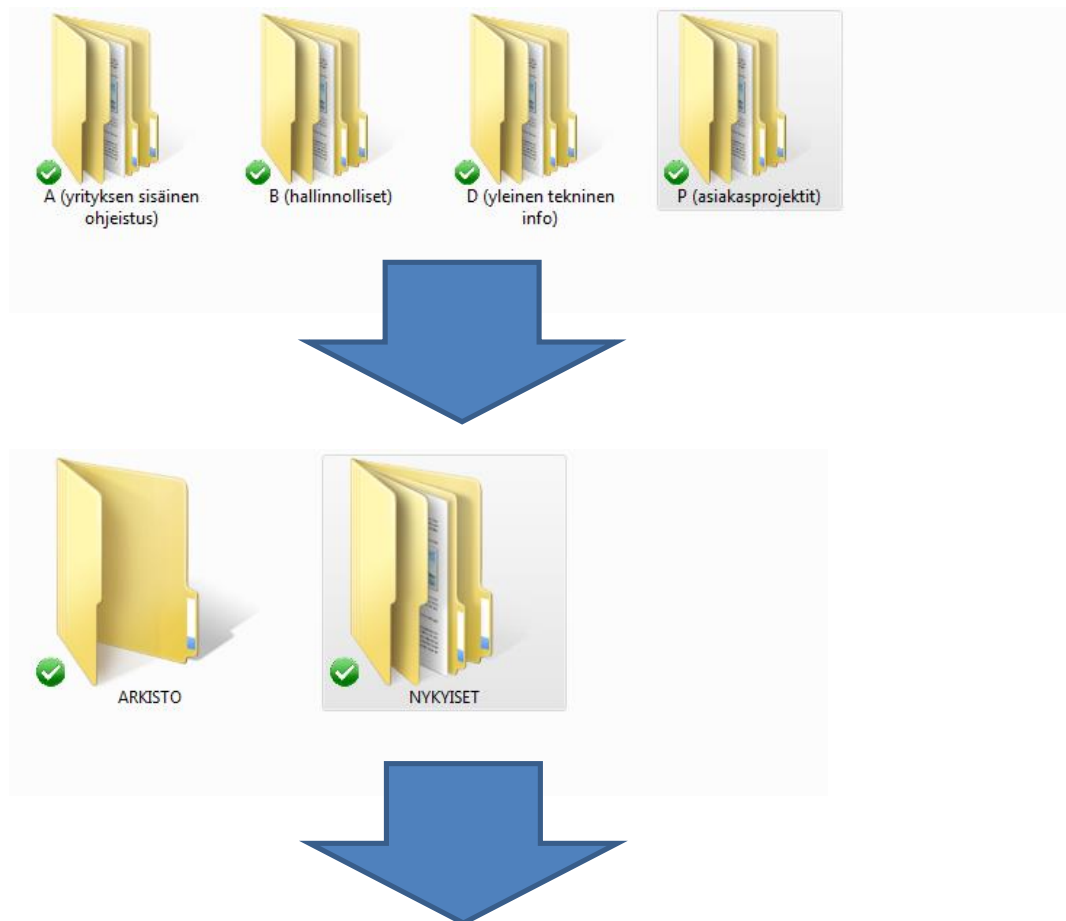 A (yrityksen sisäinen
ohjeistus)
B (hallinnolliset)
D (yleinen tekninen
info)
P (asiakasprojektit)
ARKISTO
NYKYISET